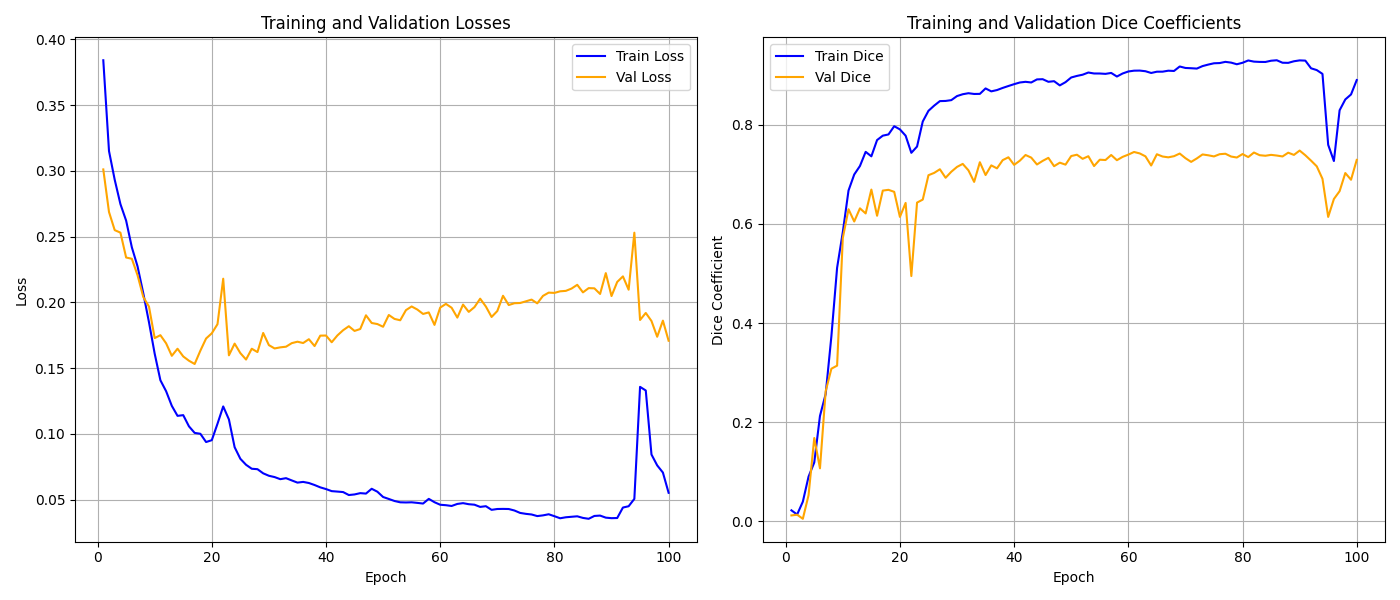 Training and Validation Losses
0.40
0.35
0.30
0.25
0.20
0.15
0.10
0.05
Loss
0 20 40 60 80 100
Epoch
Train Loss
Val Loss
Training and Validation Dice Coefficients
0.8
0.6
0.4
0.2
0.0
Dice Coefficient
0 20 40 60 80 100
Epoch
Train Dice
Val Dice